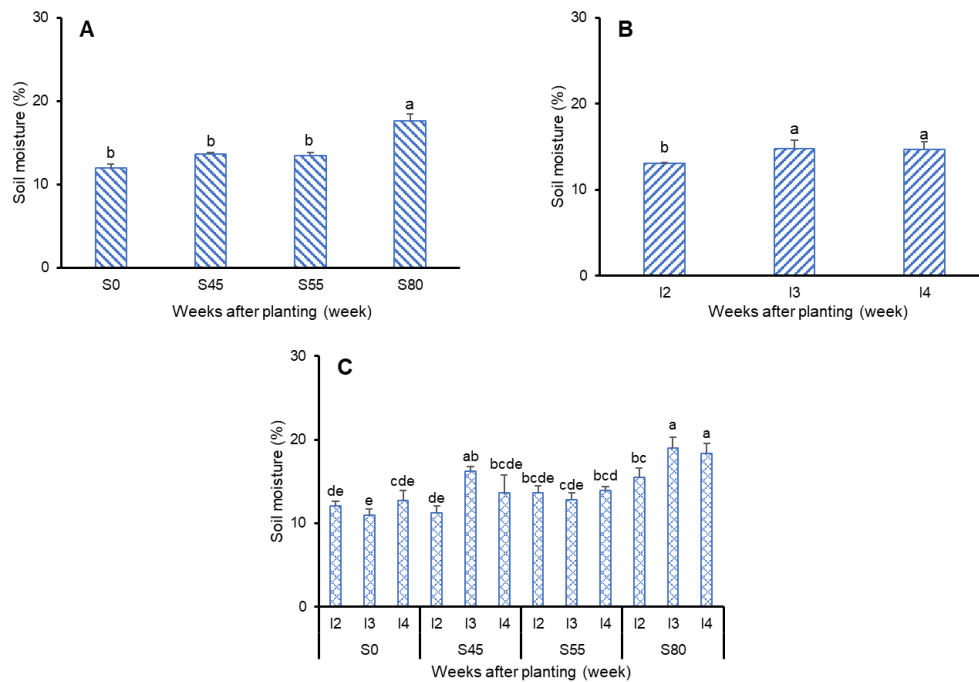 A
30
20
10
0
Soil moisture (%)
b
b
b
a
S0 S45 S55 S80
Weeks after planting (week)
B
30
20
10
0
Soil moisture (%)
b
a
a
I2 I3 I4
Weeks after planting (week)
C
30
20
10
0
Soil moisture (%)
de
e
cde
de
ab
bcde
bcde
cde
bcd
bc
a
a
I2 I3 I4 I2 I3 I4 I2 I3 I4 I2 I3 I4
S0 S45 S55 S80
Weeks after planting (week)